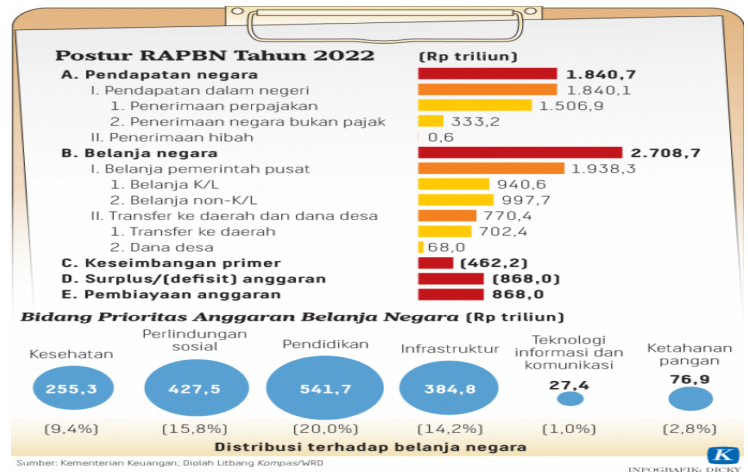 Postur RAPBN Tahun 2022 (Rp triliun)
A. Pendapatan negara 1.840,7
I. Pendapatan dalam negeri 1.840,1
1. Penerimaan perpajakan 1.506,9
2. Penerimaan negara bukan pajak 333,2
II. Penerimaan hibah 0,6
B. Belanja negara 2.708,7
I. Belanja pemerintah pusat 1.938,3
1. Belanja K/L 940,6
2. Belanja non-K/L 997,7
II. Transfer ke daerah dan dana desa 770,4
1. Transfer ke daerah 702,4
2. Dana desa 68,0
C. Keseimbangan primer (462,2)
D. Surplus/(defisit) anggaran (868,0)
E. Pembiayaan anggaran 868,0
Bidang Prioritas Anggaran Belanja Negara (Rp triliun)
Kesehatan
255,3
(9,4%)
Perlindungan
sosial
427,5
(15,8%)
Pendidikan
541,7
(20,0%)
Infrastruktur
384,8
(14,2%)
Teknologi
informasi dan
komunikasi
27,4
(1,0%)
Ketahanan
pangan
76,9
(2,8%)
Distribusi terhadap belanja negara
Sumber: Kementerian Keuangan; Diolah Litbang Kompas/WRD
K
INFOGRAFIK: DICKY